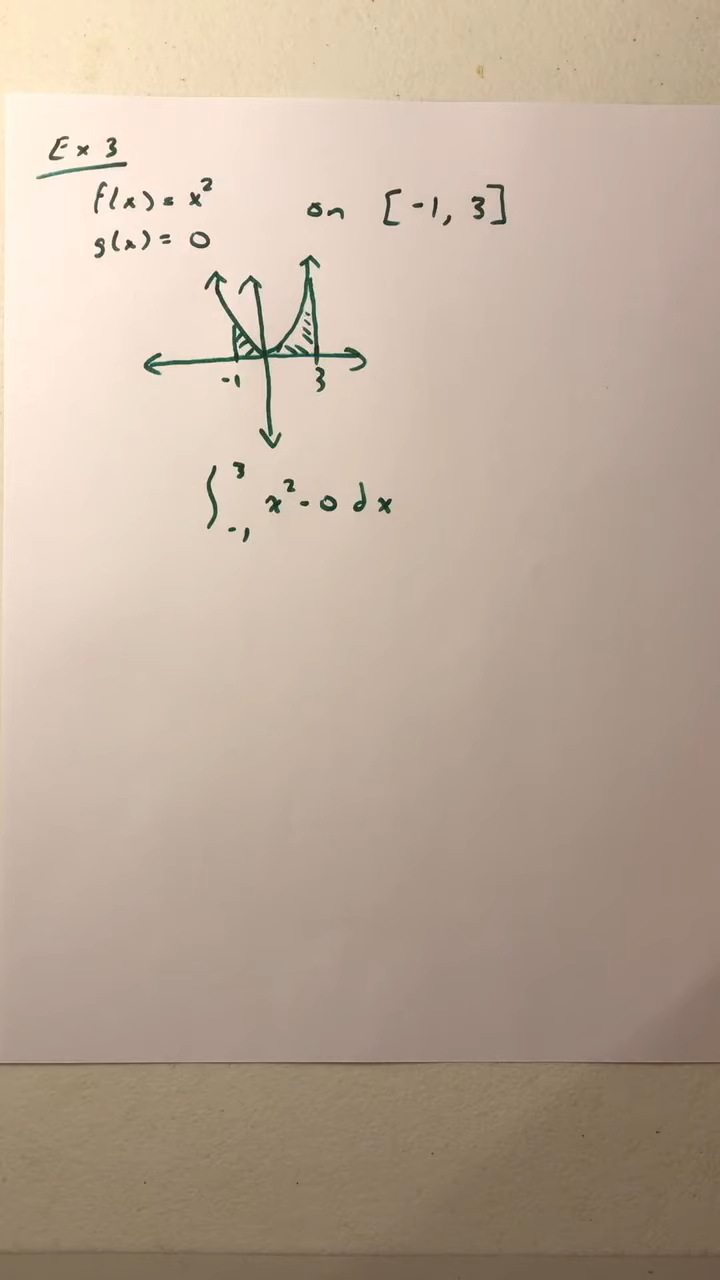 Ex 3
f(x) = x² on [-1, 3]
g(x) = 0
-1 3
∫₋₁³ x² - 0 dx